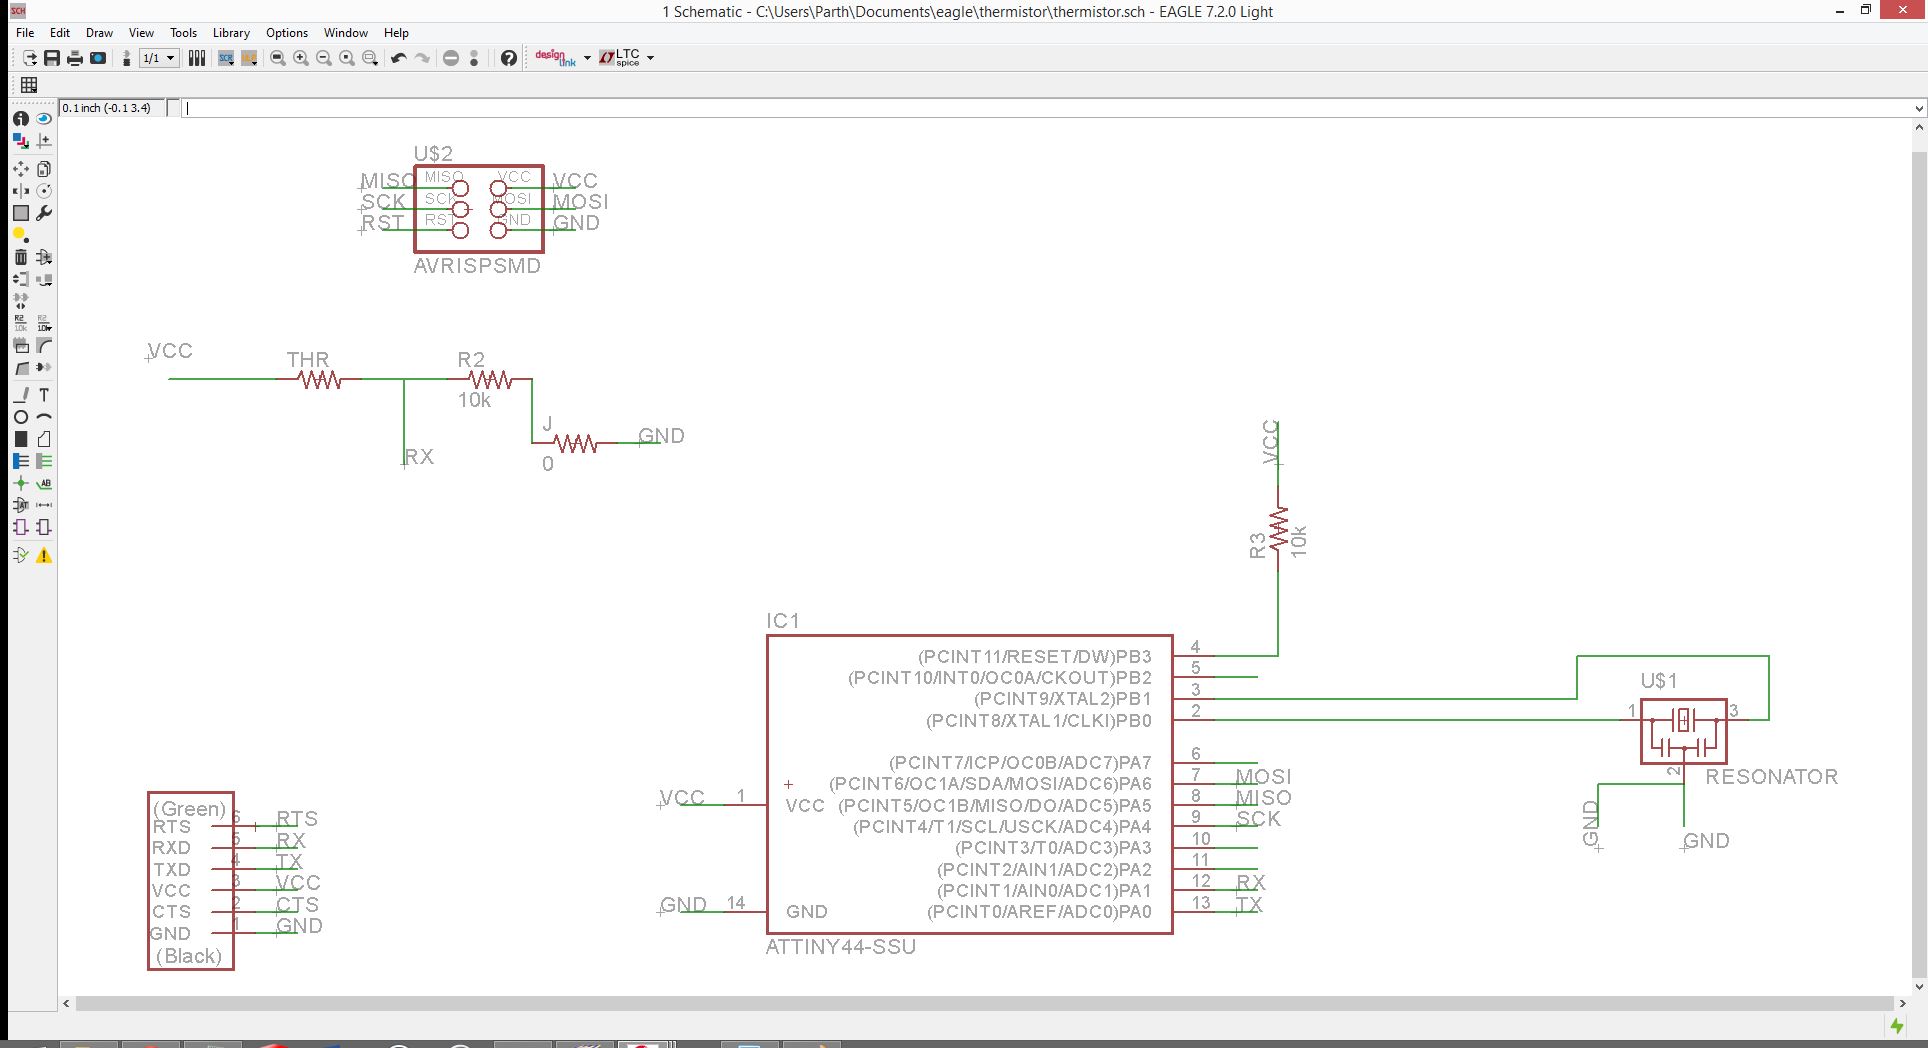 1 Schematic - C:\Users\Parth\Documents\eagle\thermistor\thermistor.sch - EAGLE 7.2.0 Light
File Edit Draw View Tools Library Options Window Help
1/1
design link
LTC spice
0.1 inch (-0.1 3.4)
U$2
MISO MISO VCC VCC
SCK SCK MOSI MOSI
RST RST GND GND
AVRISPSMD
VCC
THR
R2
10k
J
0
GND
RX
VCC
R3
10k
IC1
(PCINT11/RESET/DW)PB3 4
(PCINT10/INT0/OC0A/CKOUT)PB2 5
(PCINT9/XTAL2)PB1 3
(PCINT8/XTAL1/CLKI)PB0 2
(PCINT7/ICP/OC0B/ADC7)PA7 6
(PCINT6/OC1A/SDA/MOSI/ADC6)PA6 7 MOSI
VCC 1 VCC (PCINT5/OC1B/MISO/DO/ADC5)PA5 8 MISO
(PCINT4/T1/SCL/USCK/ADC4)PA4 9 SCK
(PCINT3/T0/ADC3)PA3 10
(PCINT2/AIN1/ADC2)PA2 11
(PCINT1/AIN0/ADC1)PA1 12 RX
GND 14 GND (PCINT0/AREF/ADC0)PA0 13 TX
ATTINY44-SSU
U$1
1 3
2
RESONATOR
GND
GND
(Green)
RTS 6 RTS
RXD 5 RX
TXD 4 TX
VCC 3 VCC
CTS 2 CTS
GND 1 GND
(Black)